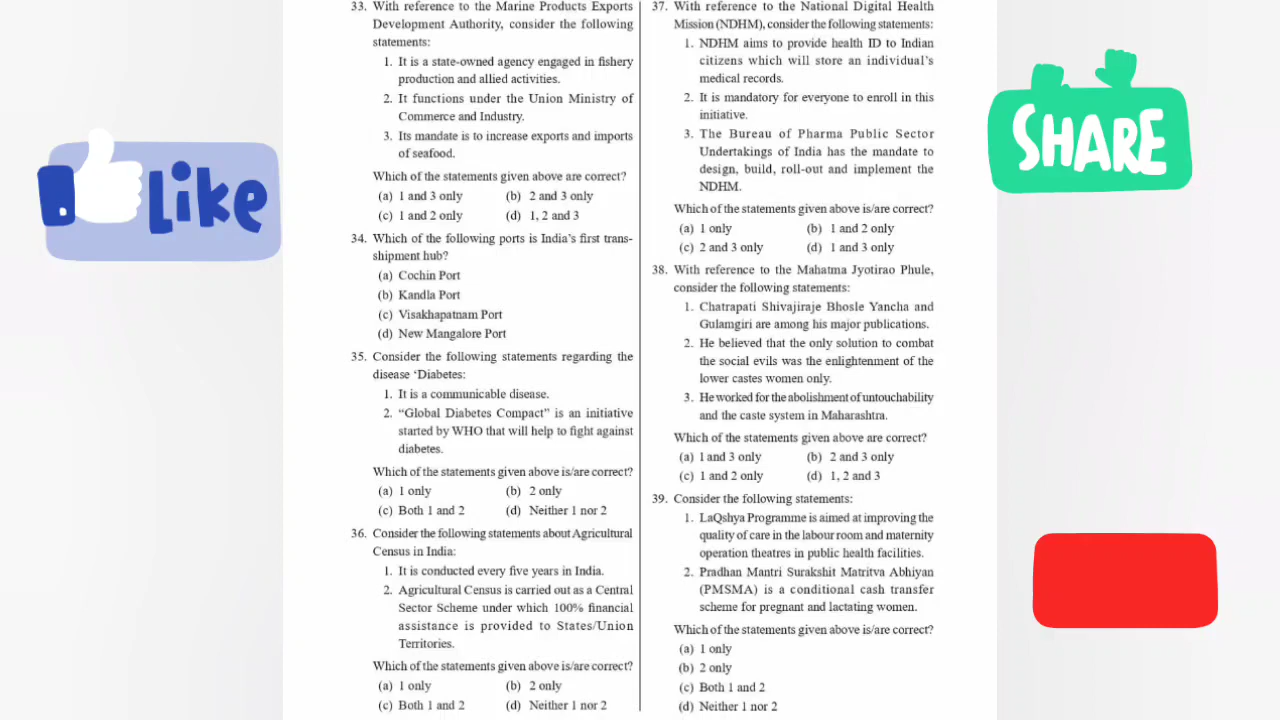 33. With reference to the Marine Products Exports
Development Authority, consider the following
statements:
1. It is a state-owned agency engaged in fishery
production and allied activities.
2. It functions under the Union Ministry of
Commerce and Industry.
3. Its mandate is to increase exports and imports
of seafood.
Which of the statements given above are correct?
(a) 1 and 3 only (b) 2 and 3 only
(c) 1 and 2 only (d) 1, 2 and 3
34. Which of the following ports is India's first trans-
shipment hub?
(a) Cochin Port
(b) Kandla Port
(c) Visakhapatnam Port
(d) New Mangalore Port
35. Consider the following statements regarding the
disease ‘Diabetes:
1. It is a communicable disease.
2. “Global Diabetes Compact” is an initiative
started by WHO that will help to fight against
diabetes.
Which of the statements given above is/are correct?
(a) 1 only (b) 2 only
(c) Both 1 and 2 (d) Neither 1 nor 2
36. Consider the following statements about Agricultural
Census in India:
1. It is conducted every five years in India.
2. Agricultural Census is carried out as a Central
Sector Scheme under which 100% financial
assistance is provided to States/Union
Territories.
Which of the statements given above is/are correct?
(a) 1 only (b) 2 only
(c) Both 1 and 2 (d) Neither 1 nor 2
37. With reference to the National Digital Health
Mission (NDHM), consider the following statements:
1. NDHM aims to provide health ID to Indian
citizens which will store an individual's
medical records.
2. It is mandatory for everyone to enroll in this
initiative.
3. The Bureau of Pharma Public Sector
Undertakings of India has the mandate to
design, build, roll-out and implement the
NDHM.
Which of the statements given above is/are correct?
(a) 1 only (b) 1 and 2 only
(c) 2 and 3 only (d) 1 and 3 only
38. With reference to the Mahatma Jyotirao Phule,
consider the following statements:
1. Chatrapati Shivajiraje Bhosle Yancha and
Gulamgiri are among his major publications.
2. He believed that the only solution to combat
the social evils was the enlightenment of the
lower castes women only.
3. He worked for the abolishment of untouchability
and the caste system in Maharashtra.
Which of the statements given above are correct?
(a) 1 and 3 only (b) 2 and 3 only
(c) 1 and 2 only (d) 1, 2 and 3
39. Consider the following statements:
1. LaQshya Programme is aimed at improving the
quality of care in the labour room and maternity
operation theatres in public health facilities.
2. Pradhan Mantri Surakshit Matritva Abhiyan
(PMSMA) is a conditional cash transfer
scheme for pregnant and lactating women.
Which of the statements given above is/are correct?
(a) 1 only
(b) 2 only
(c) Both 1 and 2
(d) Neither 1 nor 2
Like
SHARE